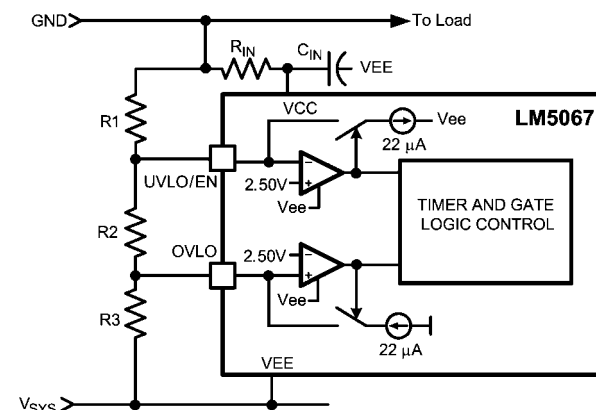 GND
To Load
RIN
CIN
VEE
R1
VCC
LM5067
Vee
22 μA
UVLO/EN
2.50V
Vee
TIMER AND GATE
LOGIC CONTROL
R2
OVLO
2.50V
Vee
R3
22 μA
VEE
VSYS